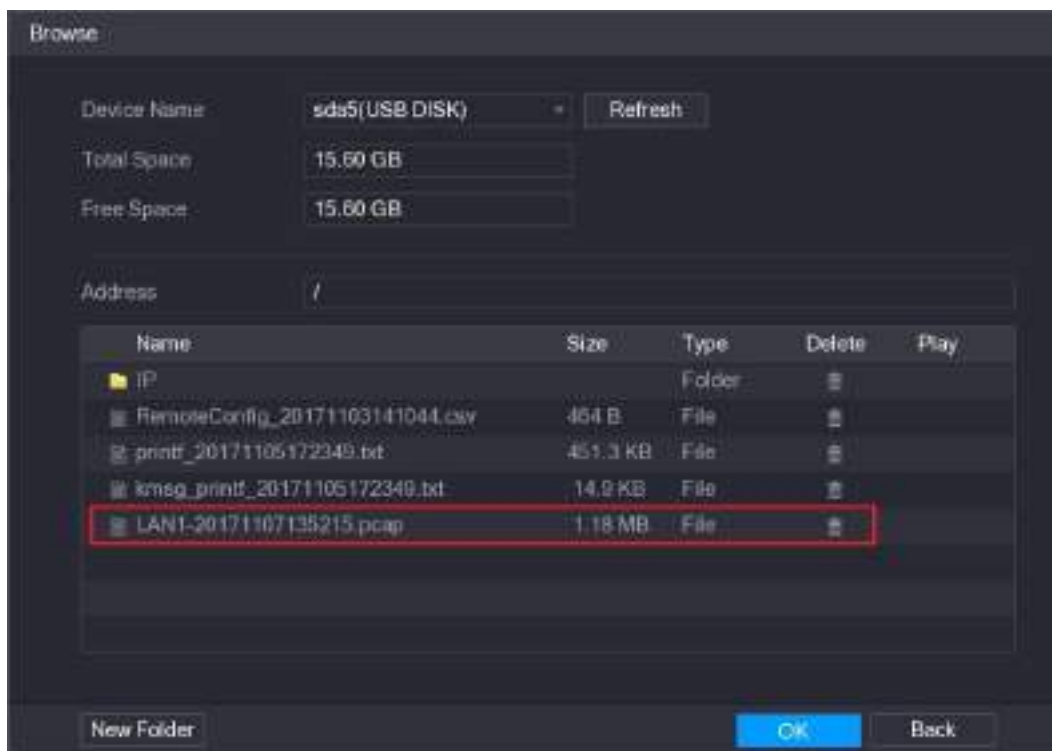 Browse
Device Name sda5(USB DISK) Refresh
Total Space 15.60 GB
Free Space 15.60 GB
Address /
Name Size Type Delete Play
IP Folder
RemoteConfig_20171103141044.csv 464 B File
printf_20171105172349.txt 451.3 KB File
kmsg_printf_20171105172349.txt 14.9 KB File
LAN1-20171107135215.pcap 1.18 MB File
New Folder OK Back